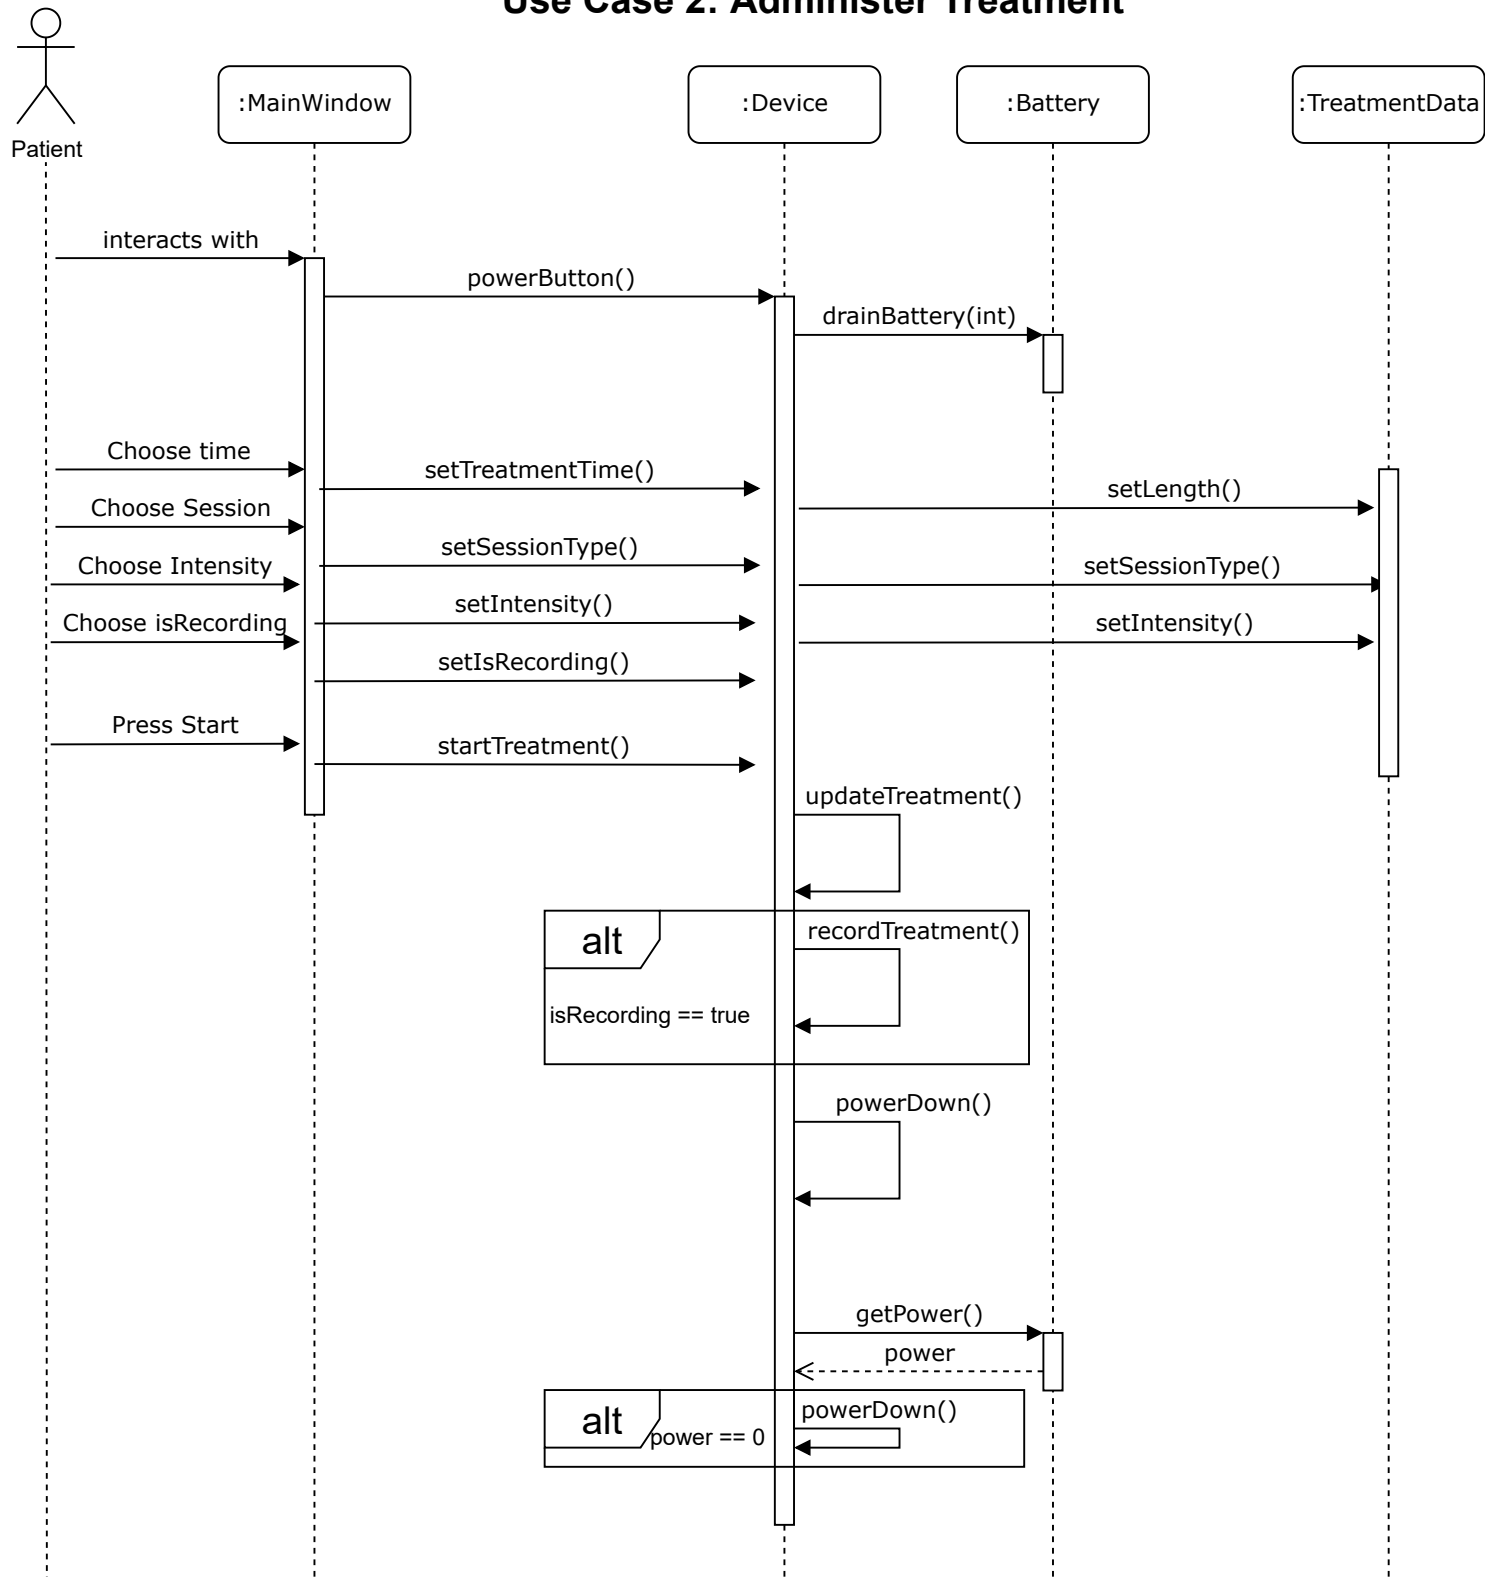 Use Case 2: Administer Treatment
Patient
:MainWindow
:Device
:Battery
:TreatmentData
interacts with
powerButton()
drainBattery(int)
Choose time
setTreatmentTime()
setLength()
Choose Session
setSessionType()
Choose Intensity
setSessionType()
setIntensity()
Choose isRecording
setIntensity()
setIsRecording()
Press Start
startTreatment()
updateTreatment()
alt
recordTreatment()
isRecording == true
powerDown()
getPower()
power
alt
powerDown()
power == 0